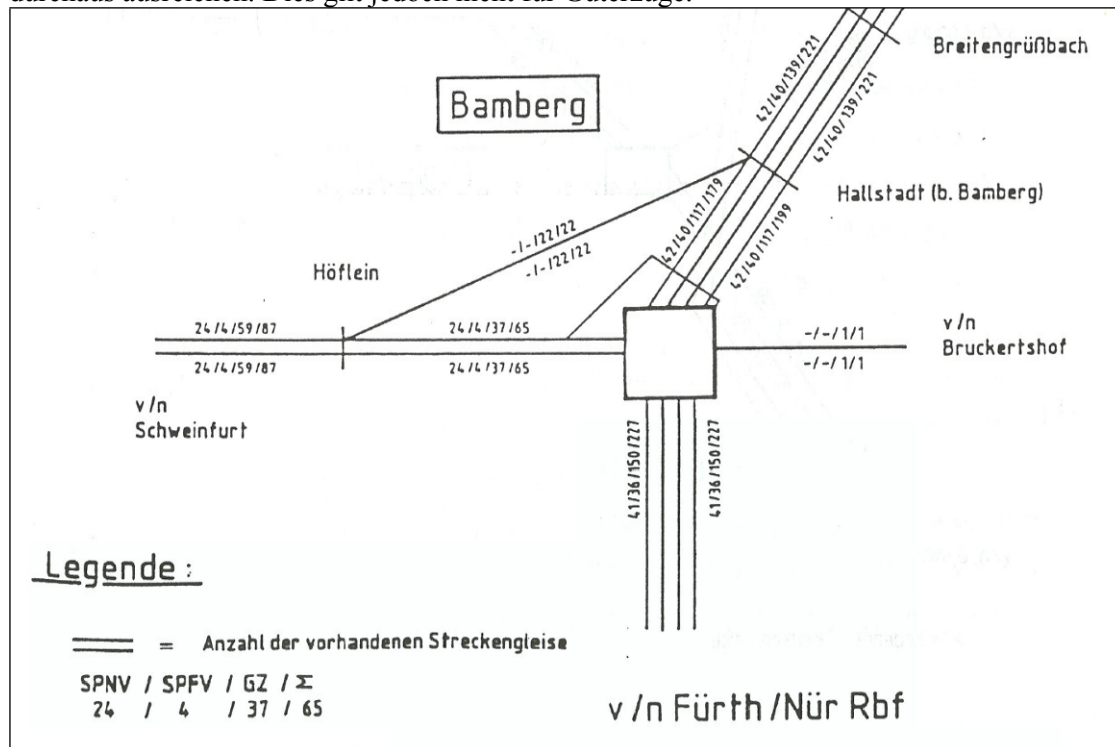 durchaus ausreichen. Dies gilt jedoch nicht für Güterzüge.
Bamberg
Breitengrüßbach
42/40/139/221
42/40/139/221
Hallstadt (b. Bamberg)
42/40/117/179
42/40/117/199
-/-/22/22
-/-/22/22
Höflein
24/4/59/87
24/4/59/87
24/4/37/65
24/4/37/65
v/n
Schweinfurt
-/-/1/1
-/-/1/1
v/n
Bruckertshof
41/36/150/227
41/36/150/227
Legende :
= Anzahl der vorhandenen Streckengleise
SPNV / SPFV / GZ / Σ
24 / 4 / 37 / 65
v/n Fürth/Nür Rbf